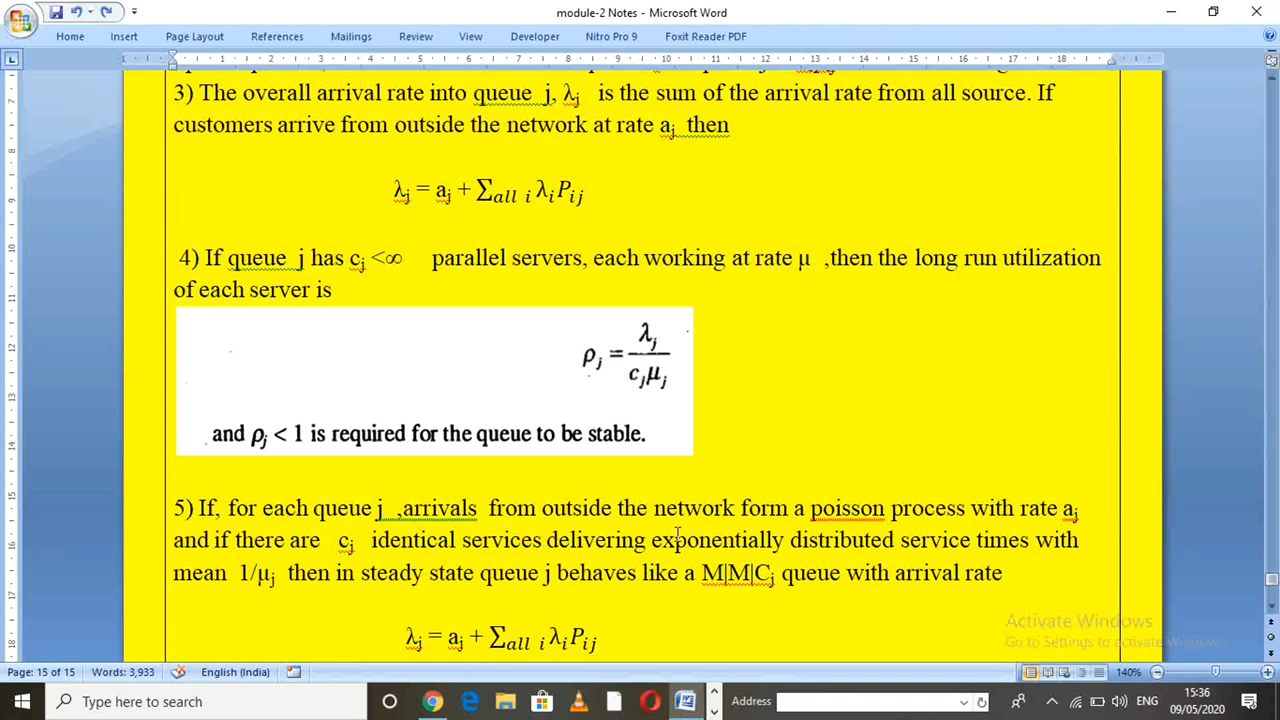 module-2 Notes - Microsoft Word
Home Insert Page Layout References Mailings Review View Developer Nitro Pro 9 Foxit Reader PDF
3) The overall arrival rate into queue j, λj is the sum of the arrival rate from all source. If
customers arrive from outside the network at rate aj then
λj = aj + ∑all i λiPij
4) If queue j has cj <∞ parallel servers, each working at rate μ ,then the long run utilization
of each server is
ρj = λj / cjμj
and ρj < 1 is required for the queue to be stable.
5) If, for each queue j ,arrivals from outside the network form a poisson process with rate aj
and if there are cj identical services delivering exponentially distributed service times with
mean 1/μj then in steady state queue j behaves like a M|M|Cj queue with arrival rate
λj = aj + ∑all i λiPij
Activate Windows
Go to Settings to activate Windows.
Page: 15 of 15 Words: 3,933 English (India) 140%
Type here to search Address ENG 15:36
09/05/2020